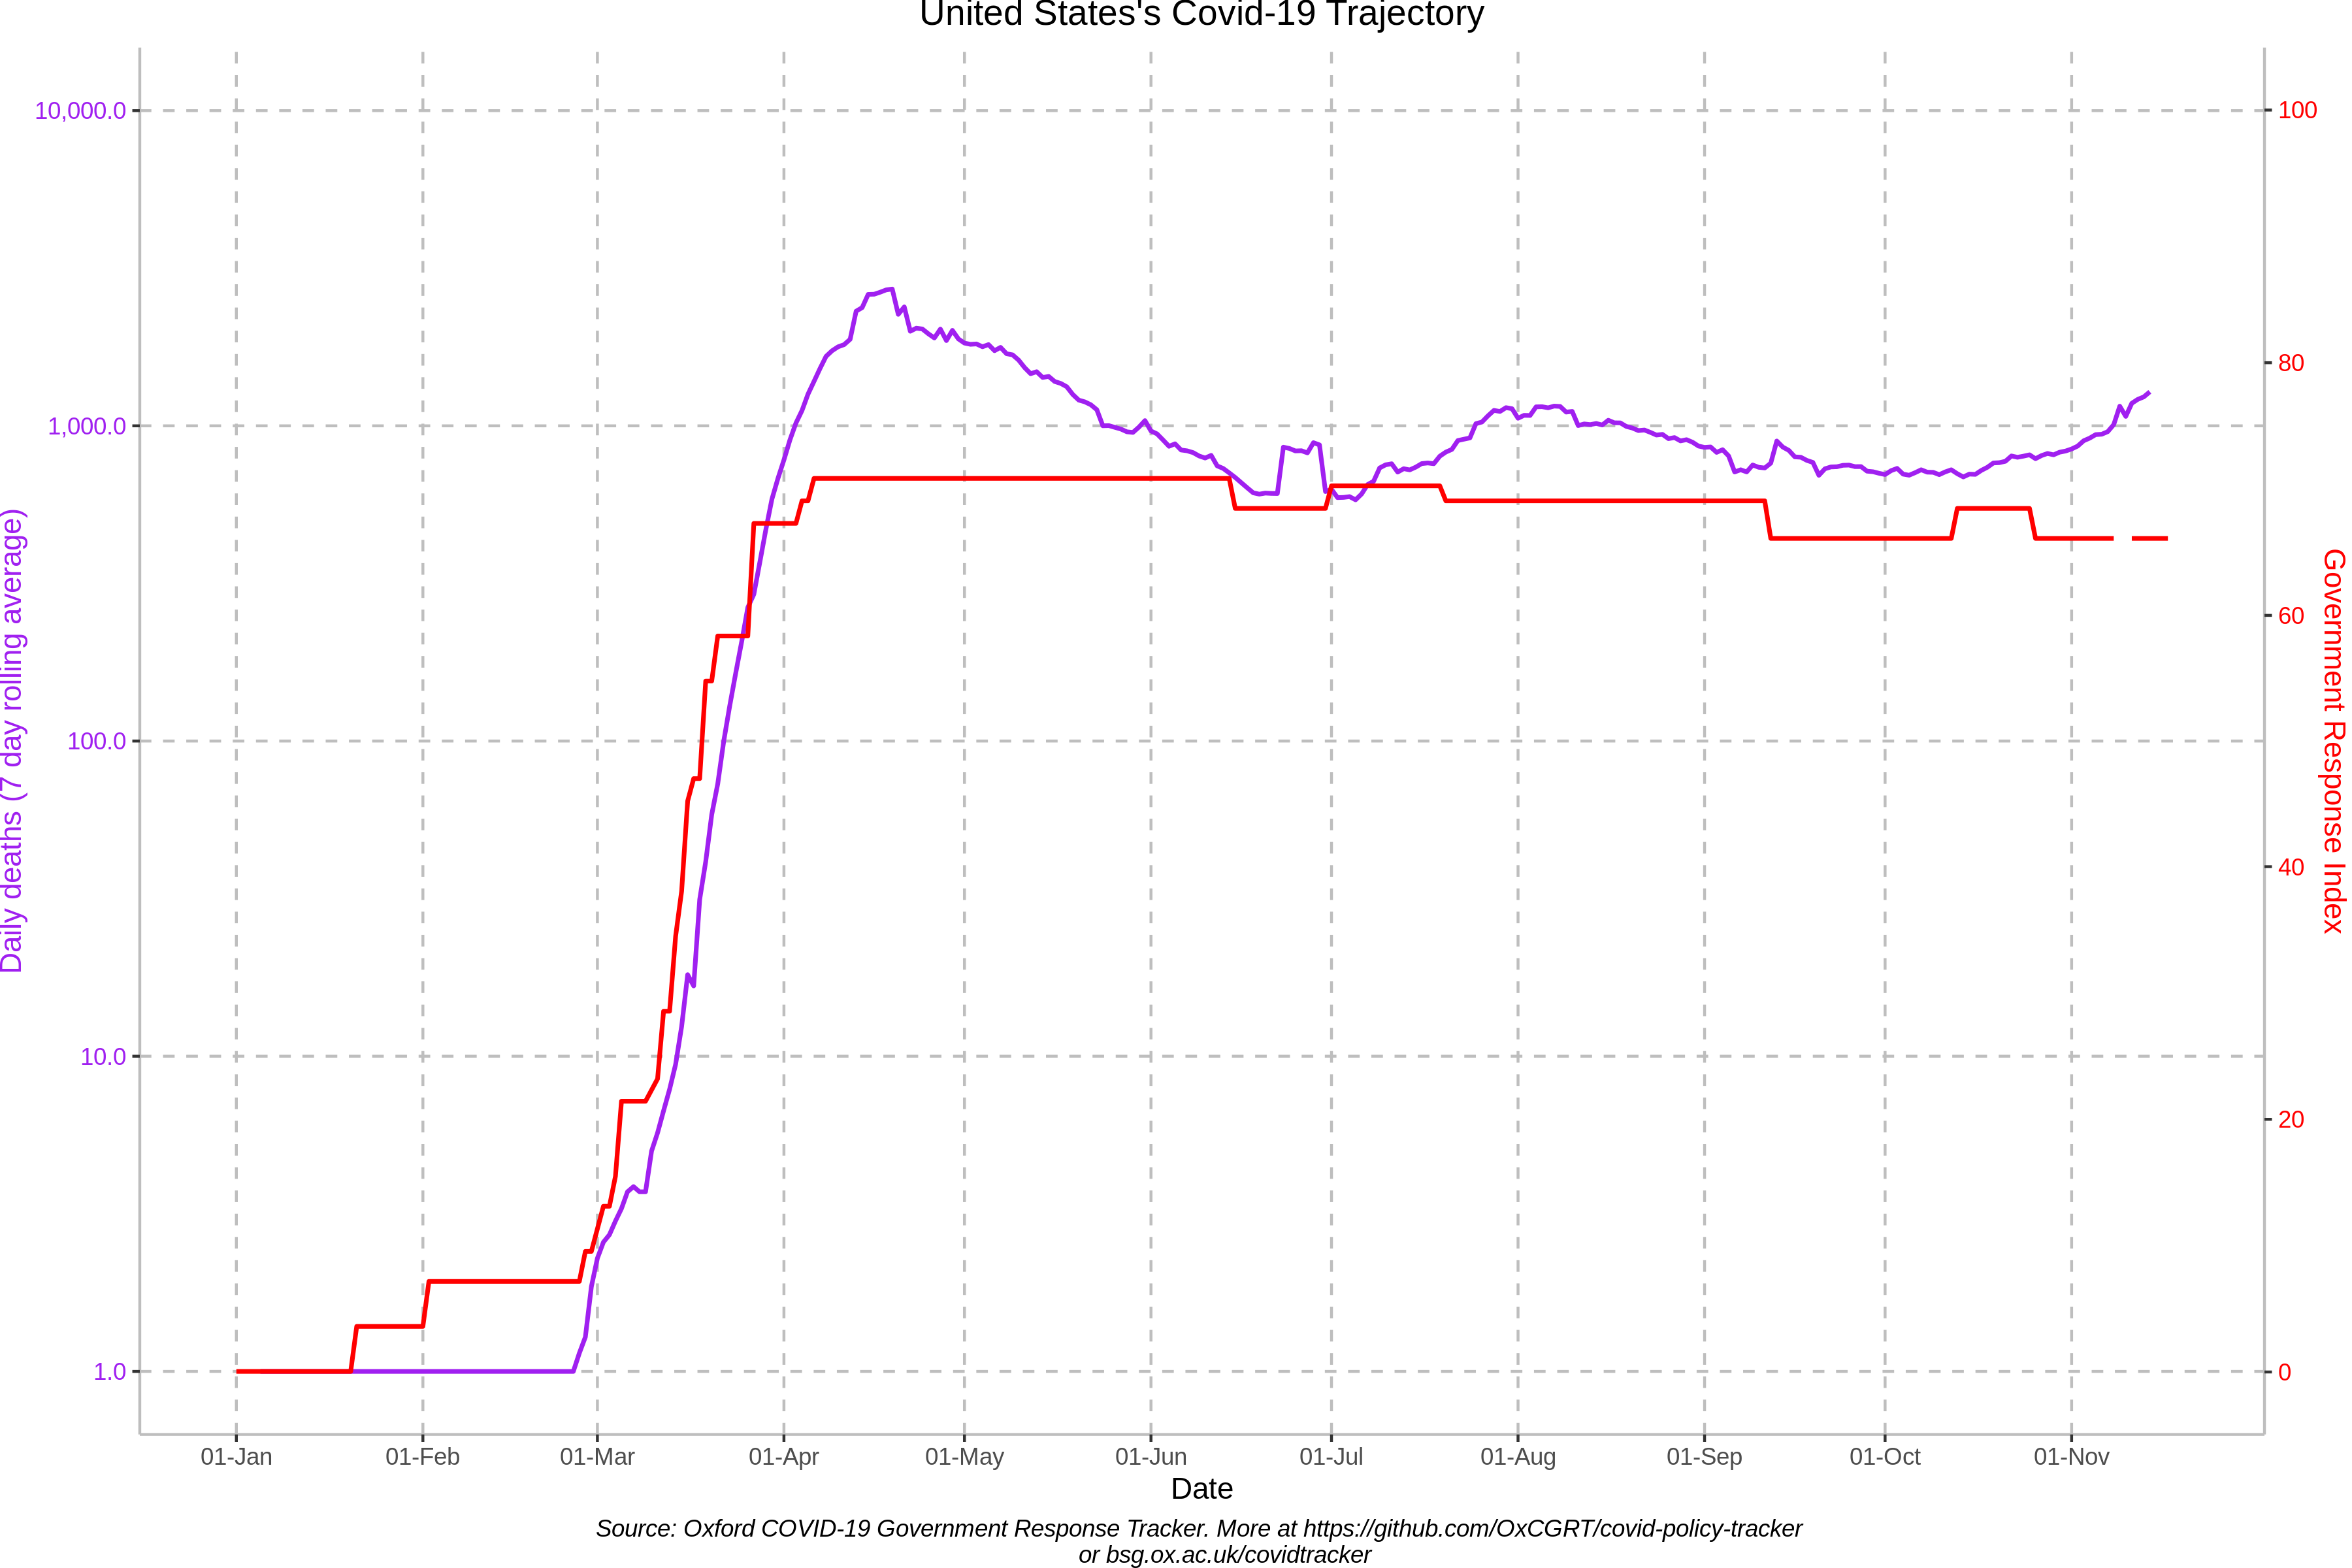 United States's Covid-19 Trajectory
10,000.0
1,000.0
100.0
10.0
1.0
Daily deaths (7 day rolling average)
100
80
60
40
20
0
Government Response Index
01-Jan 01-Feb 01-Mar 01-Apr 01-May 01-Jun 01-Jul 01-Aug 01-Sep 01-Oct 01-Nov
Date
Source: Oxford COVID-19 Government Response Tracker. More at https://github.com/OxCGRT/covid-policy-tracker
or bsg.ox.ac.uk/covidtracker